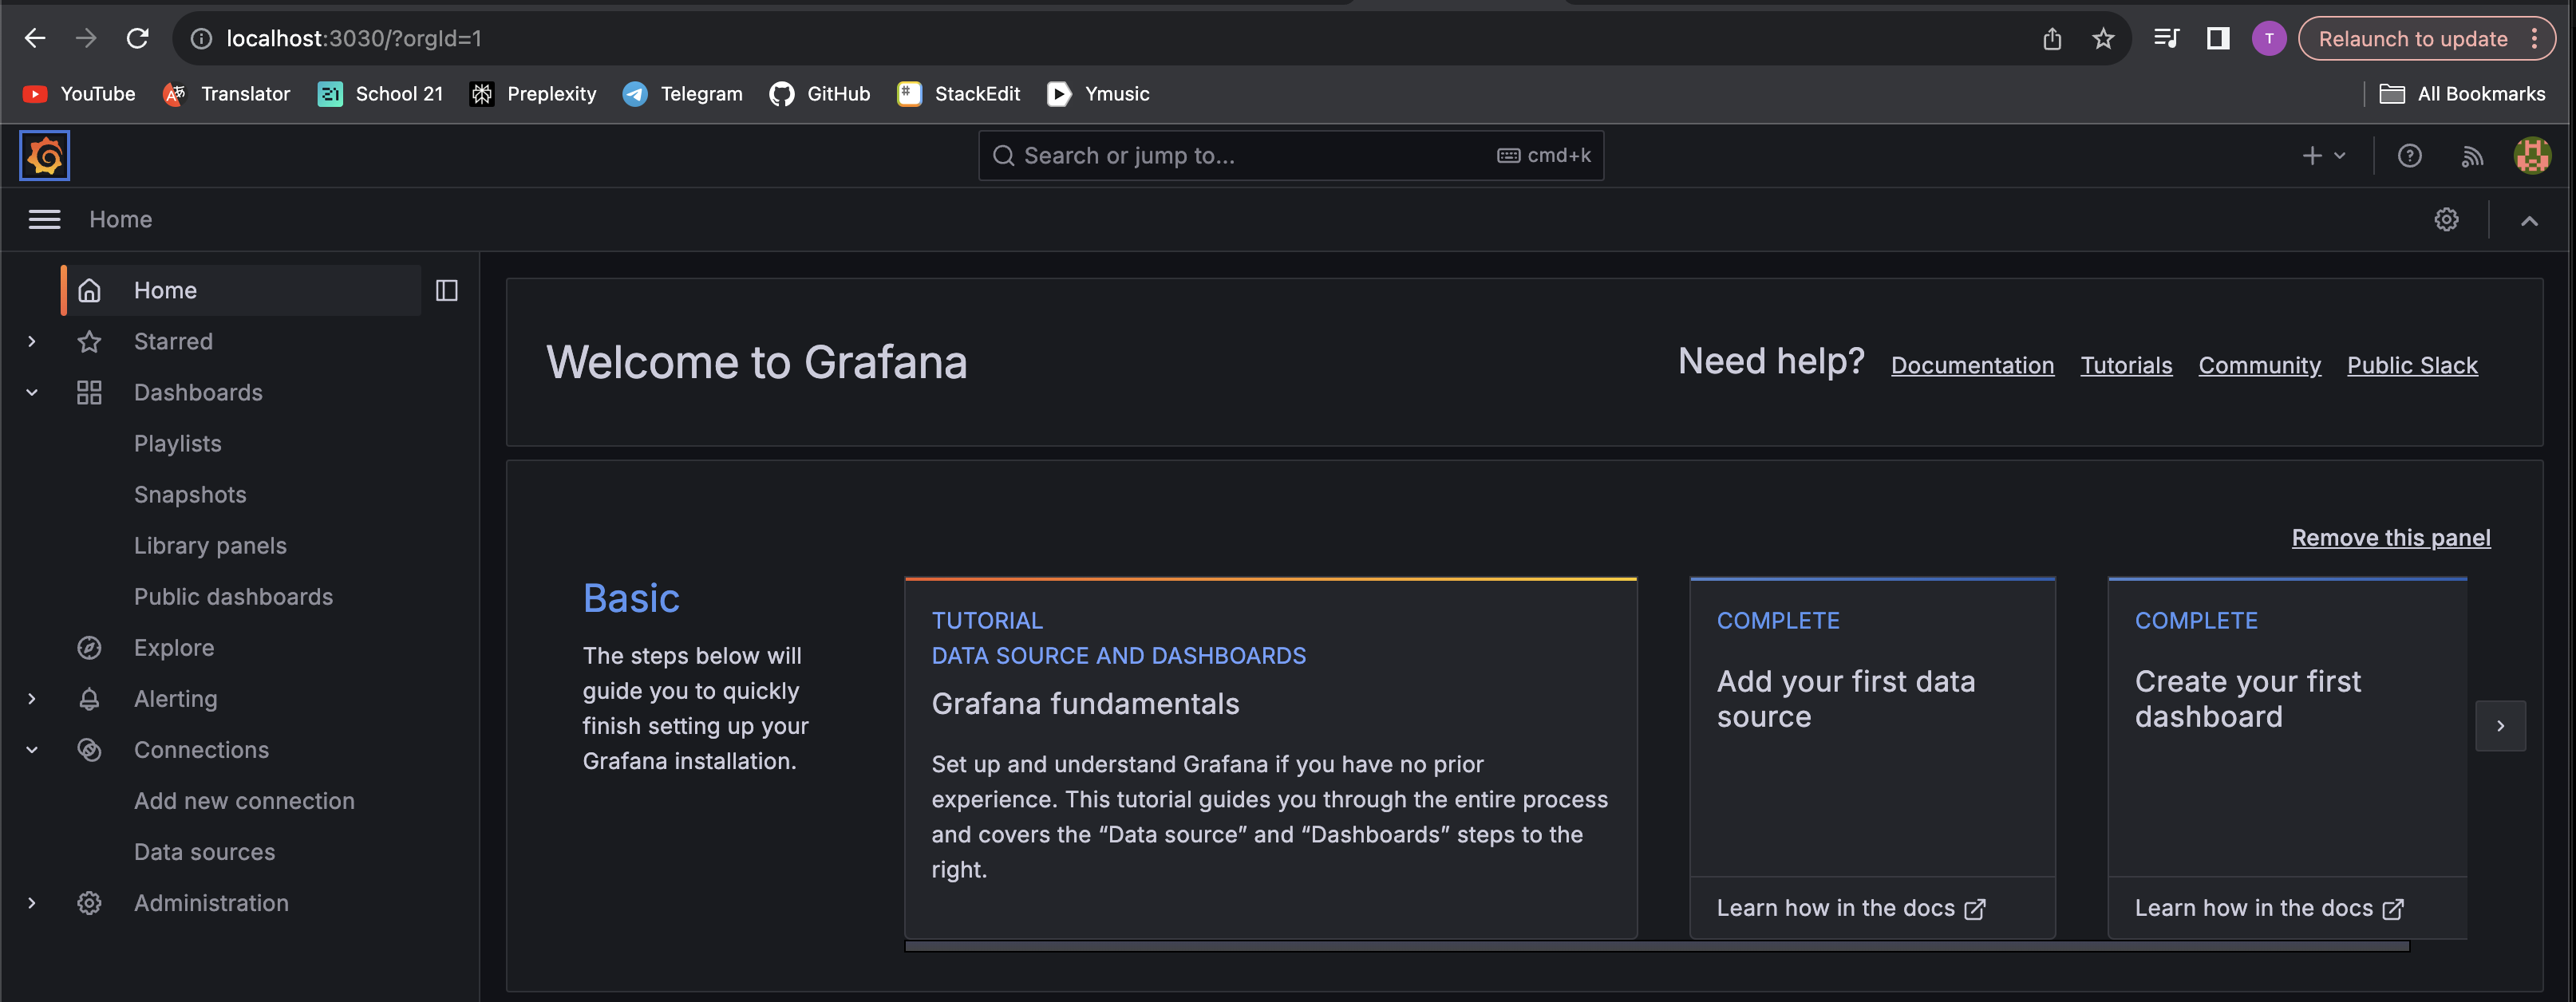 localhost:3030/?orgId=1
Relaunch to update
T
YouTube
Translator
School 21
Preplexity
Telegram
GitHub
StackEdit
Ymusic
All Bookmarks
Search or jump to...
cmd+k
Home
Home
Starred
Dashboards
Playlists
Snapshots
Library panels
Public dashboards
Explore
Alerting
Connections
Add new connection
Data sources
Administration
Welcome to Grafana
Need help?
Documentation
Tutorials
Community
Public Slack
Remove this panel
Basic
The steps below will
guide you to quickly
finish setting up your
Grafana installation.
TUTORIAL
DATA SOURCE AND DASHBOARDS
Grafana fundamentals
Set up and understand Grafana if you have no prior
experience. This tutorial guides you through the entire process
and covers the “Data source” and “Dashboards” steps to the
right.
COMPLETE
Add your first data
source
Learn how in the docs
COMPLETE
Create your first
dashboard
Learn how in the docs